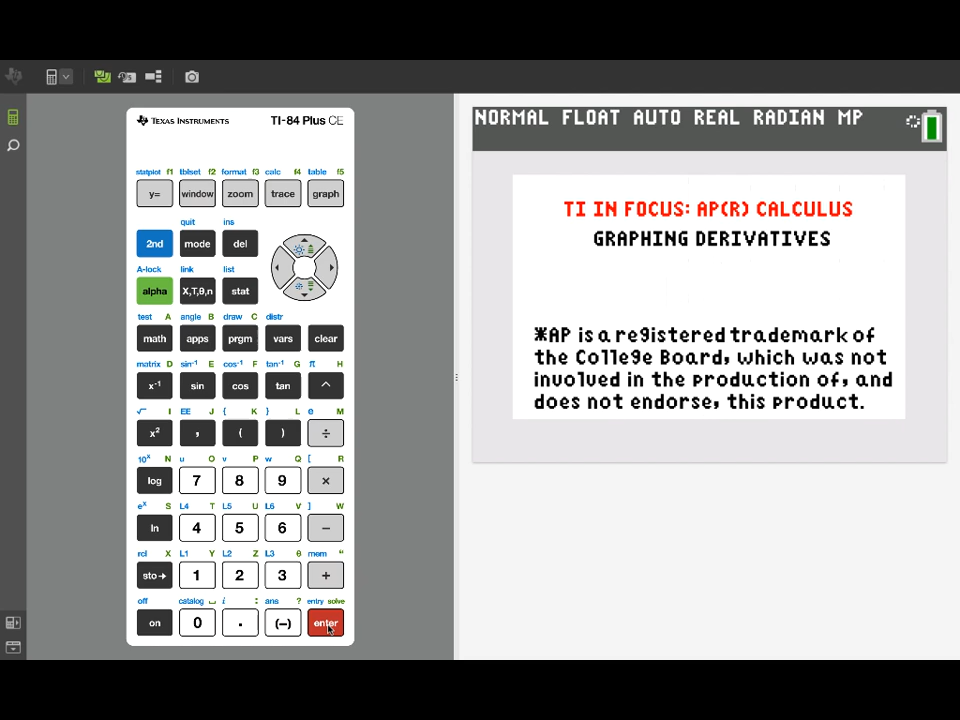 TEXAS INSTRUMENTS TI-84 Plus CE
statplot f1 tblset f2 format f3 calc f4 table f5
y= window zoom trace graph
quit ins
2nd mode del
A-lock link list
alpha X,T,θ,n stat
test A angle B draw C distr
math apps prgm vars clear
matrix D sin⁻¹ E cos⁻¹ F tan⁻¹ G π H
x⁻¹ sin cos tan ^
√ I EE J { K } L e M
x² , ( ) ÷
10ˣ N u O v P w Q [ R
log 7 8 9 ×
eˣ S L4 T L5 U L6 V ] W
ln 4 5 6 −
rcl X L1 Y L2 Z L3 θ mem "
sto→ 1 2 3 +
off catalog ⎵ i : ans ? entry solve
on 0 . (−) enter
NORMAL FLOAT AUTO REAL RADIAN MP
TI IN FOCUS: AP(R) CALCULUS
GRAPHING DERIVATIVES
*AP is a registered trademark of
the College Board, which was not
involved in the production of, and
does not endorse, this product.